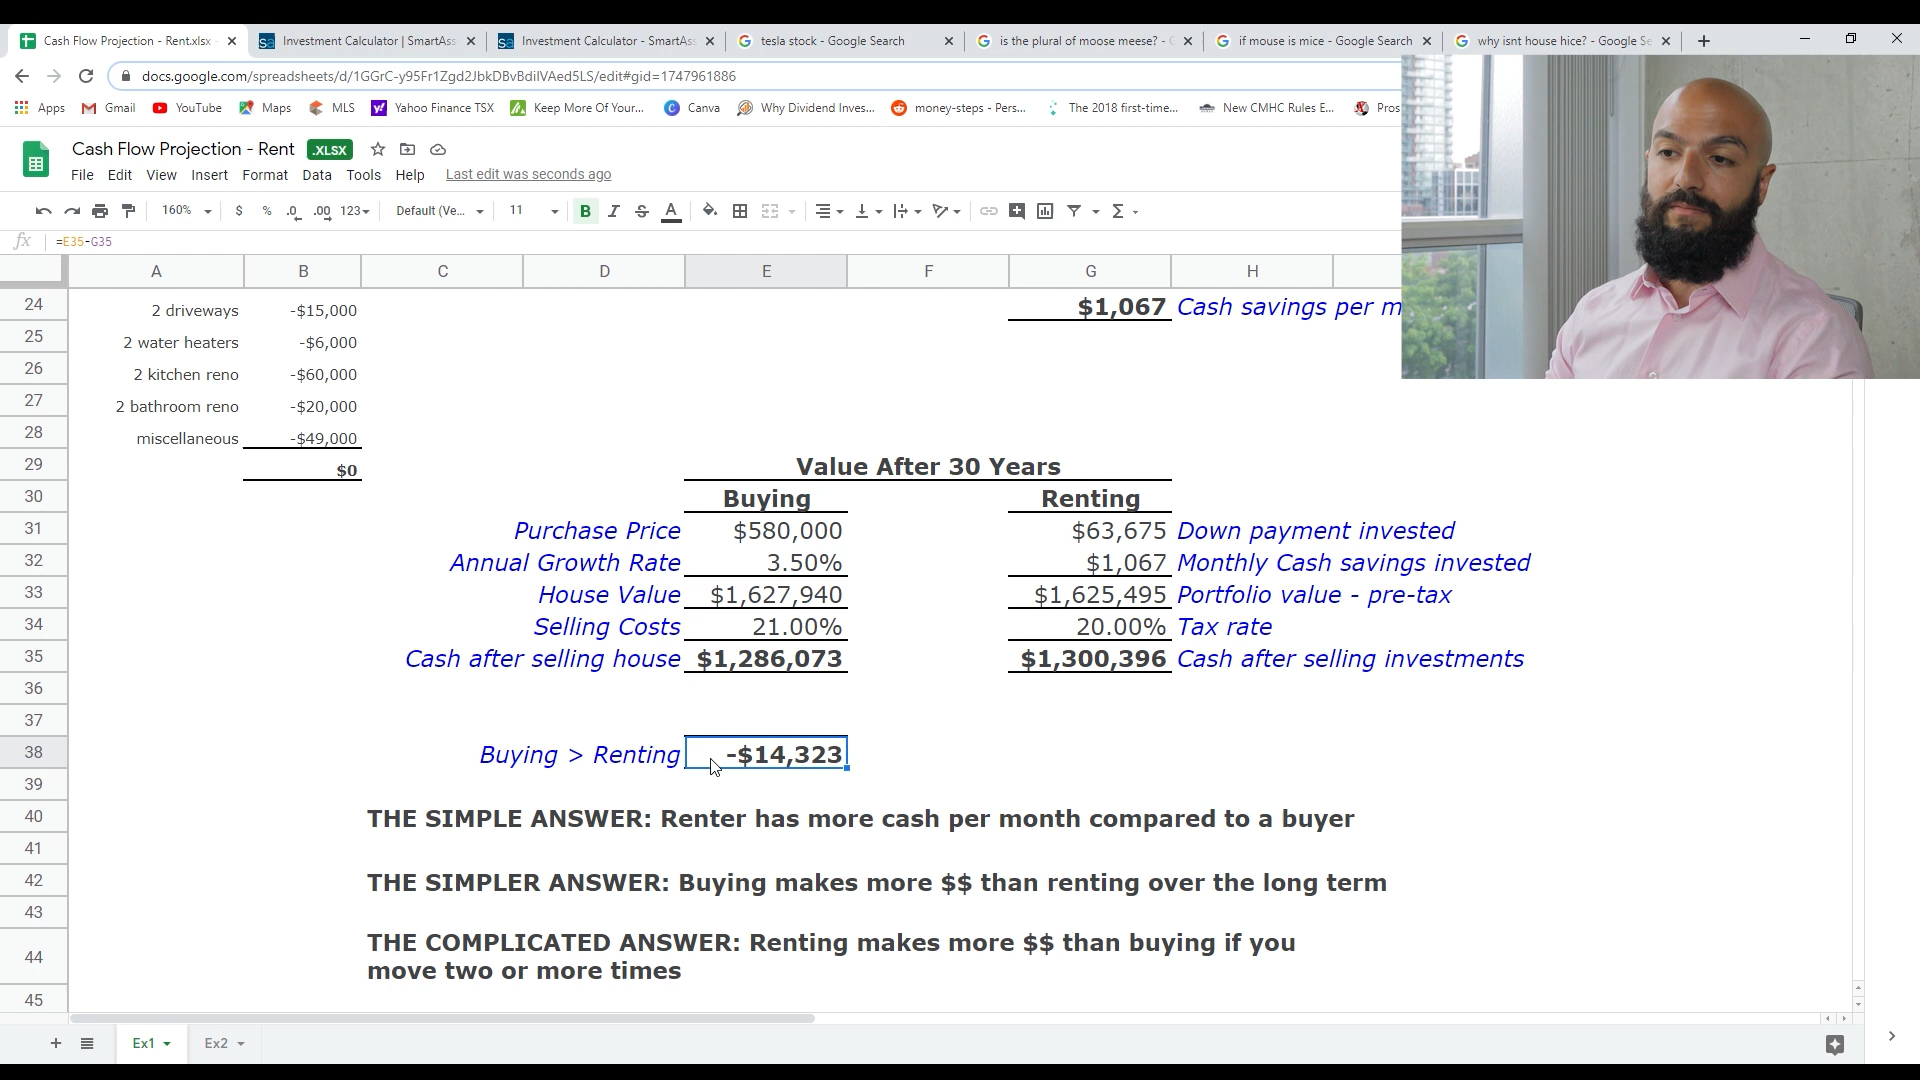 Cash Flow Projection - Rent.xlsx
Investment Calculator | SmartAss
Investment Calculator - SmartAss
tesla stock - Google Search
is the plural of moose meese? - G
if mouse is mice - Google Search
why isnt house hice? - Google Se
docs.google.com/spreadsheets/d/1GGrC-y95Fr1Zgd2JbkDBvBdilVAed5LS/edit#gid=1747961886
Apps Gmail YouTube Maps MLS Yahoo Finance TSX Keep More Of Your... Canva Why Dividend Inves... money-steps - Pers... The 2018 first-time... New CMHC Rules E... Pros
Cash Flow Projection - Rent .XLSX
File Edit View Insert Format Data Tools Help Last edit was seconds ago
160% $ % .0 .00 123 Default (Ve... 11 B I S A
fx =E35-G35
A B C D E F G H
24 2 driveways -$15,000 $1,067 Cash savings per m
25 2 water heaters -$6,000
26 2 kitchen reno -$60,000
27 2 bathroom reno -$20,000
28 miscellaneous -$49,000
29 $0 Value After 30 Years
30 Buying Renting
31 Purchase Price $580,000 $63,675 Down payment invested
32 Annual Growth Rate 3.50% $1,067 Monthly Cash savings invested
33 House Value $1,627,940 $1,625,495 Portfolio value - pre-tax
34 Selling Costs 21.00% 20.00% Tax rate
35 Cash after selling house $1,286,073 $1,300,396 Cash after selling investments
36
37
38 Buying > Renting -$14,323
39
40 THE SIMPLE ANSWER: Renter has more cash per month compared to a buyer
41
42 THE SIMPLER ANSWER: Buying makes more $$ than renting over the long term
43
44 THE COMPLICATED ANSWER: Renting makes more $$ than buying if you
move two or more times
45
Ex1 Ex2